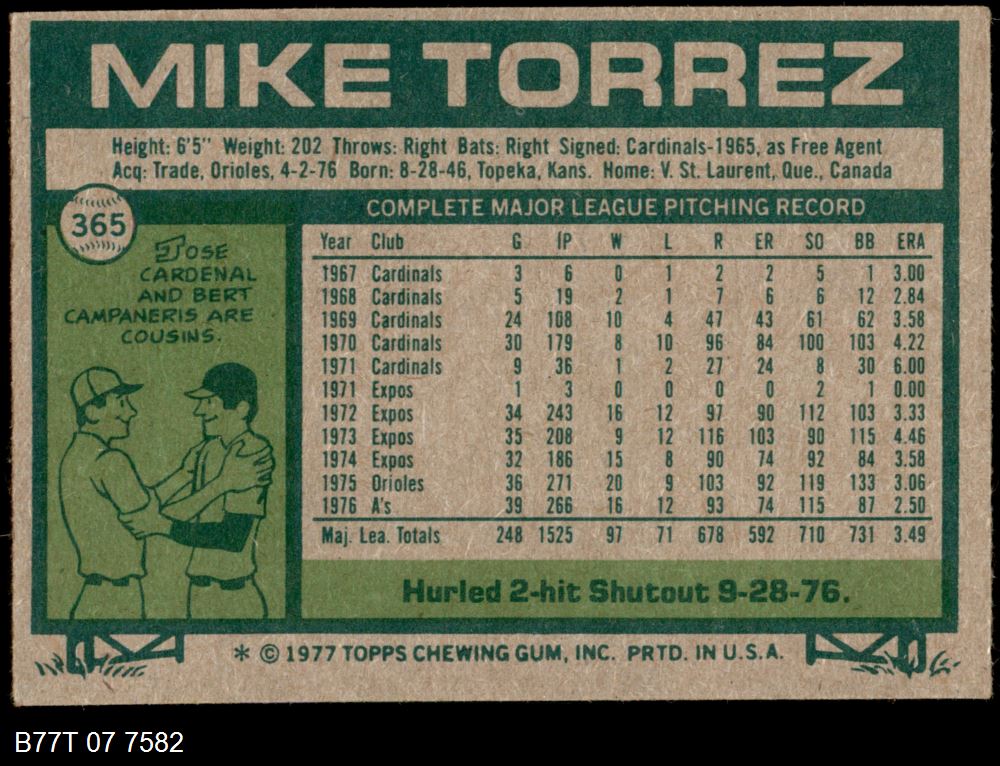 MIKE TORREZ
Height: 6'5" Weight: 202 Throws: Right Bats: Right Signed: Cardinals-1965, as Free Agent
Acq: Trade, Orioles, 4-2-76 Born: 8-28-46, Topeka, Kans. Home: V. St. Laurent, Que., Canada
365
JOSE
CARDENAL
AND BERT
CAMPANERIS ARE
COUSINS.
COMPLETE MAJOR LEAGUE PITCHING RECORD
Year Club G IP W L R ER SO BB ERA
1967 Cardinals 3 6 0 1 2 2 5 1 3.00
1968 Cardinals 5 19 2 1 7 6 6 12 2.84
1969 Cardinals 24 108 10 4 47 43 61 62 3.58
1970 Cardinals 30 179 8 10 96 84 100 103 4.22
1971 Cardinals 9 36 1 2 27 24 8 30 6.00
1971 Expos 1 3 0 0 0 0 2 1 0.00
1972 Expos 34 243 16 12 97 90 112 103 3.33
1973 Expos 35 208 9 12 116 103 90 115 4.46
1974 Expos 32 186 15 8 90 74 92 84 3.58
1975 Orioles 36 271 20 9 103 92 119 133 3.06
1976 A's 39 266 16 12 93 74 115 87 2.50
Maj. Lea. Totals 248 1525 97 71 678 592 710 731 3.49
Hurled 2-hit Shutout 9-28-76.
* © 1977 TOPPS CHEWING GUM, INC. PRTD. IN U.S.A.
B77T 07 7582